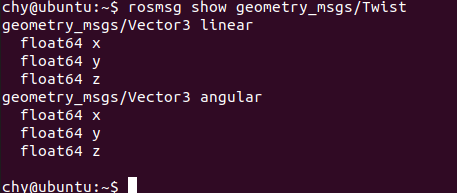 chy@ubuntu:~$ rosmsg show geometry_msgs/Twist
geometry_msgs/Vector3 linear
  float64 x
  float64 y
  float64 z
geometry_msgs/Vector3 angular
  float64 x
  float64 y
  float64 z

chy@ubuntu:~$